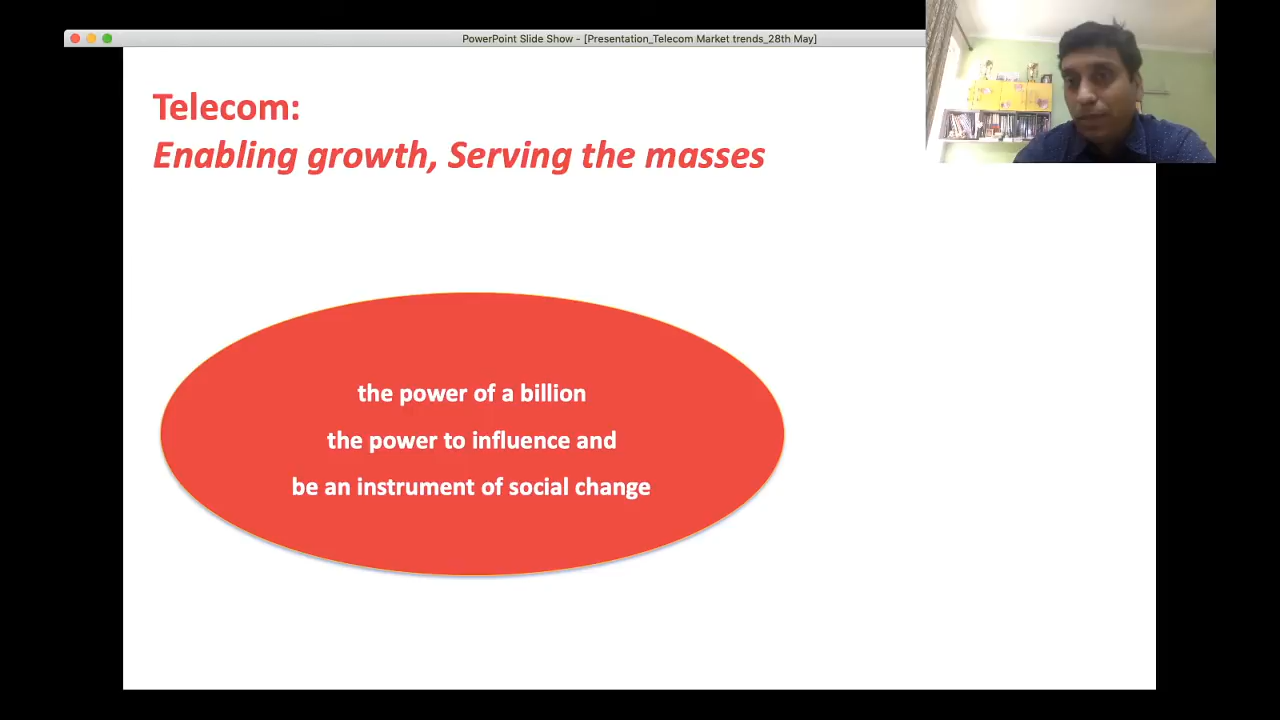 PowerPoint Slide Show - [Presentation_Telecom Market trends_28th May]
Telecom:
Enabling growth, Serving the masses
the power of a billion
the power to influence and
be an instrument of social change